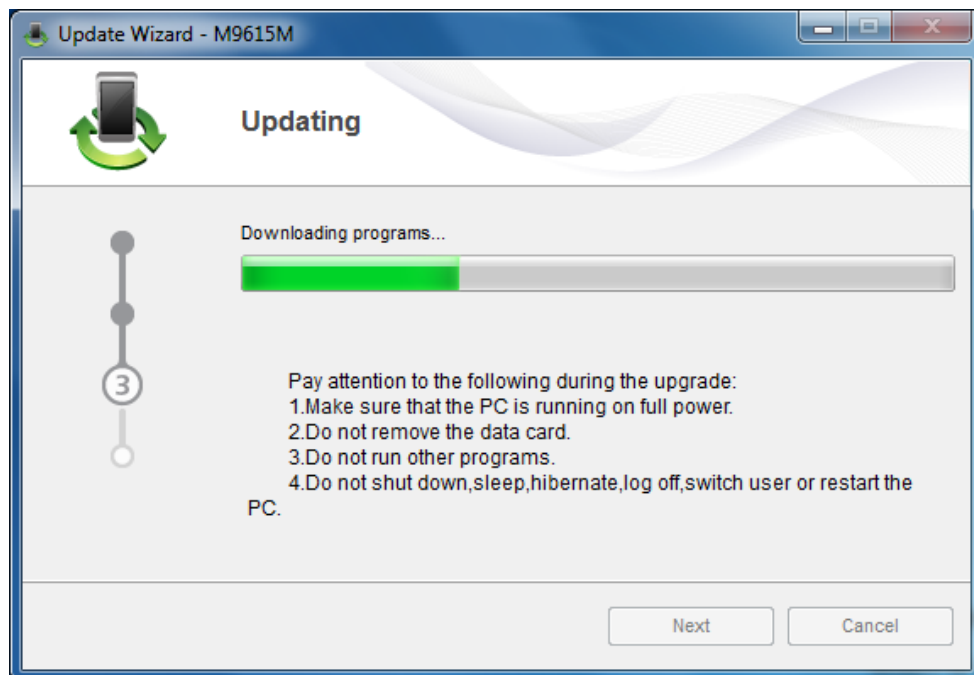 Update Wizard - M9615M
Updating
Downloading programs...
3
Pay attention to the following during the upgrade:
1.Make sure that the PC is running on full power.
2.Do not remove the data card.
3.Do not run other programs.
4.Do not shut down,sleep,hibernate,log off,switch user or restart the
PC.
Next
Cancel